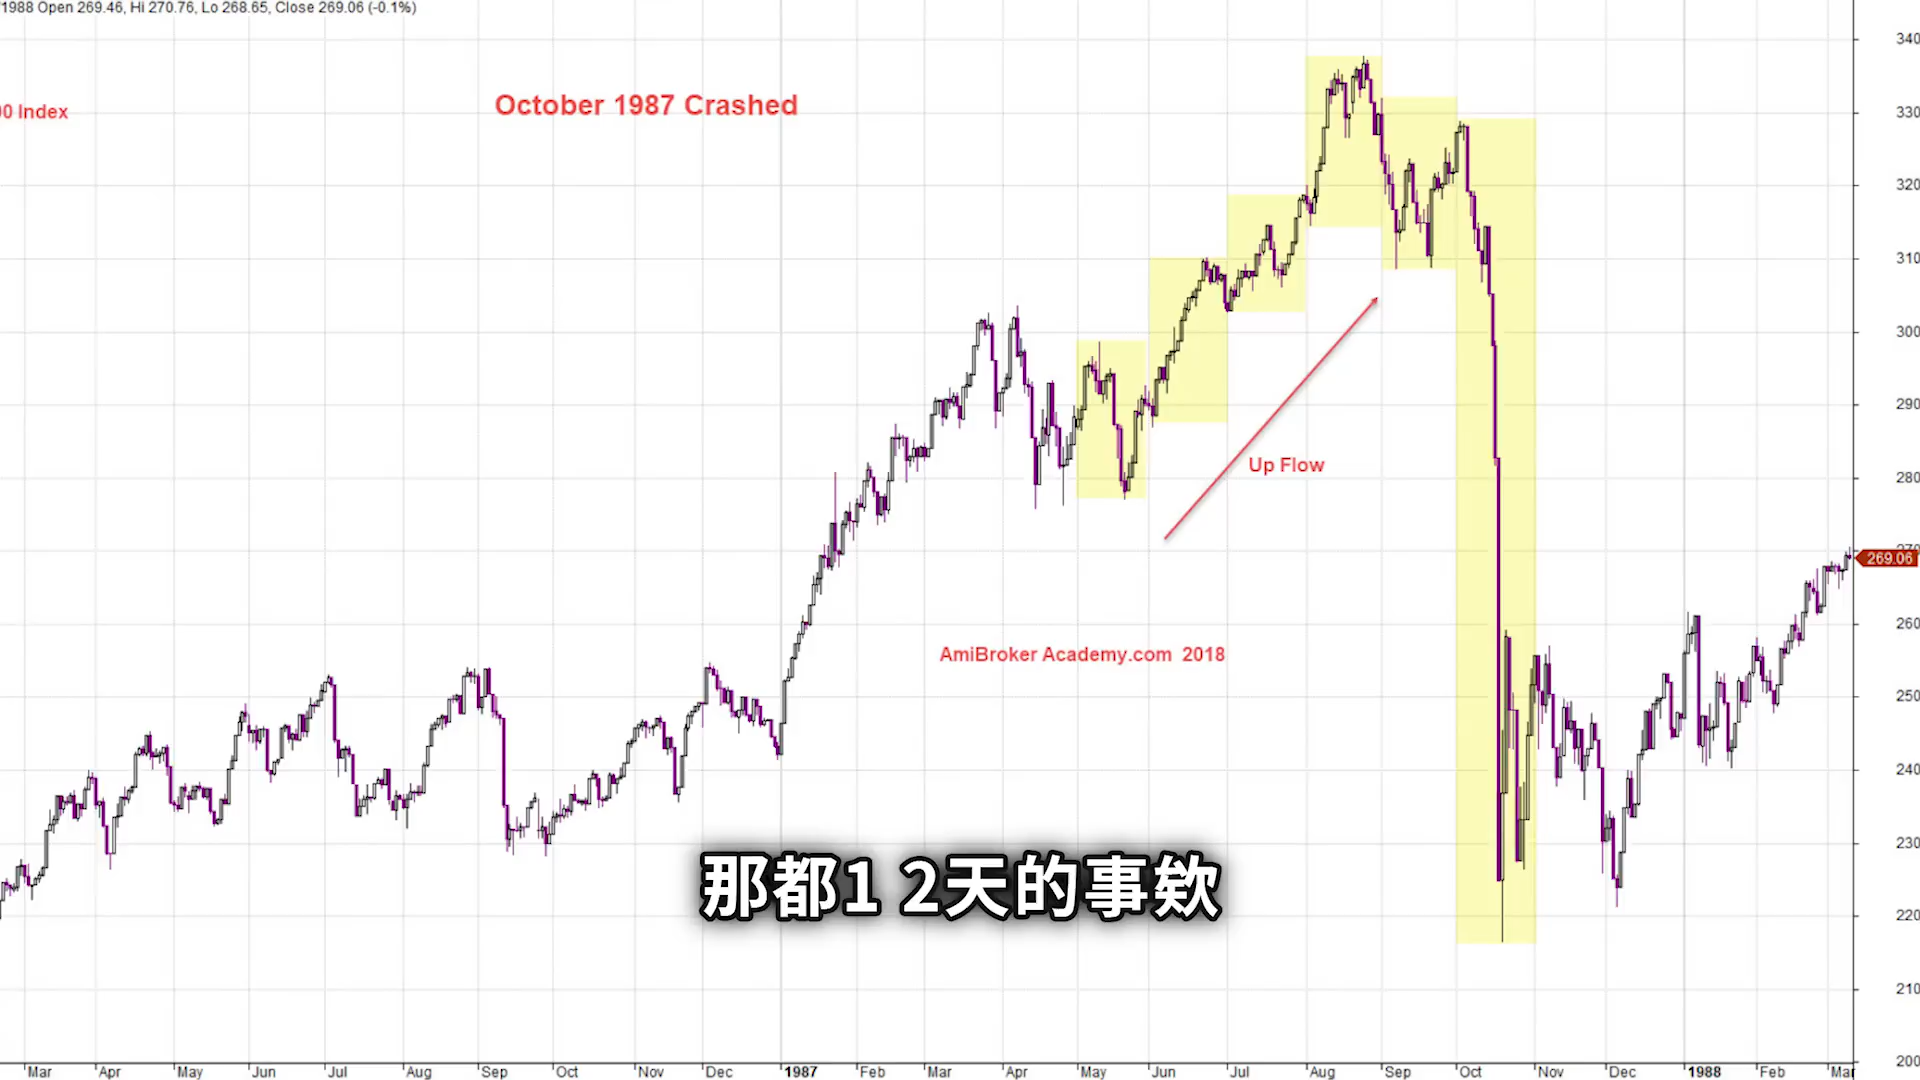 1988 Open 269.46, Hi 270.76, Lo 268.65, Close 269.06 (-0.1%)
340
October 1987 Crashed
00 Index
330
320
310
300
Up Flow
290
280
270
269.06
260
AmiBroker Academy.com 2018
250
240
230
那都1 2天的事欸
220
210
200
Mar Apr May Jun Jul Aug Sep Oct Nov Dec 1987 Feb Mar Apr May Jun Jul Aug Sep Oct Nov Dec 1988 Feb Mar